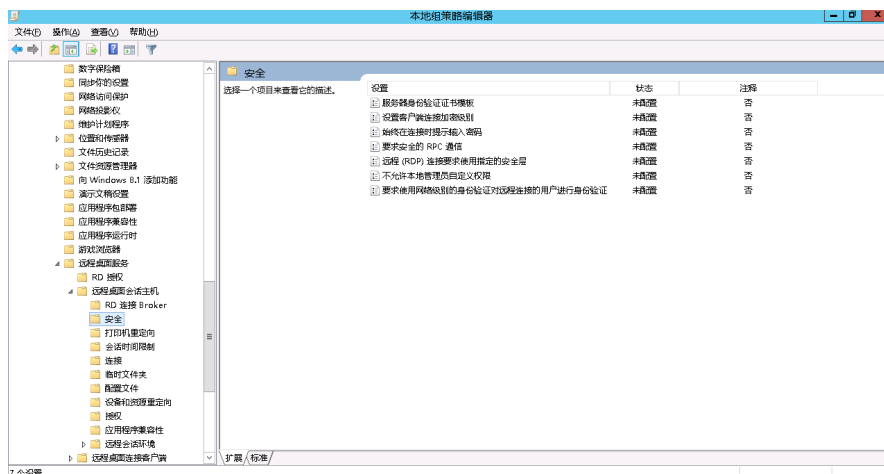 本地组策略编辑器
文件(F) 操作(A) 查看(V) 帮助(H)
数字保险箱
同步你的设置
网络访问保护
网络投影仪
维护计划程序
位置和传感器
文件历史记录
文件资源管理器
向 Windows 8.1 添加功能
演示文稿设置
应用程序包部署
应用程序兼容性
应用程序运行时
游戏浏览器
远程桌面服务
RD 授权
远程桌面会话主机
RD 连接 Broker
安全
打印机重定向
会话时间限制
连接
临时文件夹
配置文件
设备和资源重定向
授权
应用程序兼容性
远程会话环境
远程桌面连接客户端
安全
选择一个项目来查看它的描述。
设置 状态 注释
服务器身份验证证书模板 未配置 否
设置客户端连接加密级别 未配置 否
始终在连接时提示输入密码 未配置 否
要求安全的 RPC 通信 未配置 否
远程 (RDP) 连接要求使用指定的安全层 未配置 否
不允许本地管理员自定义权限 未配置 否
要求使用网络级别的身份验证对远程连接的用户进行身份验证 未配置 否
扩展 标准
7 个设置